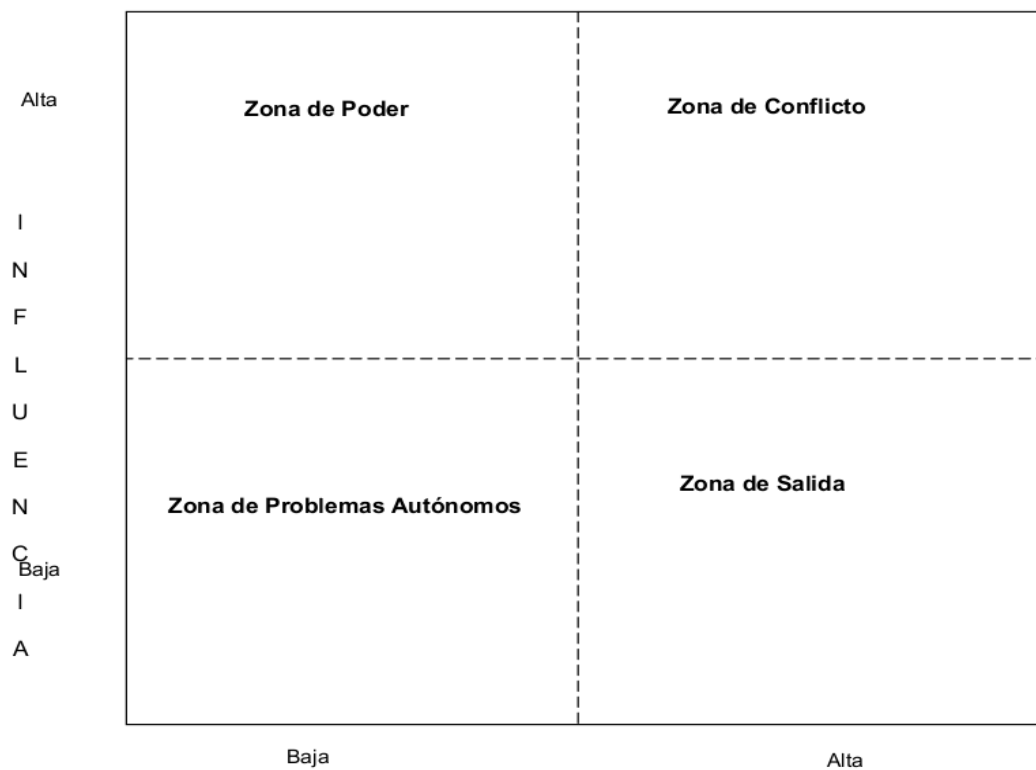 Alta
Zona de Poder
Zona de Conflicto
I
N
F
L
U
E
N
C
I
A
Zona de Problemas Autónomos
Zona de Salida
Baja
Baja
Alta